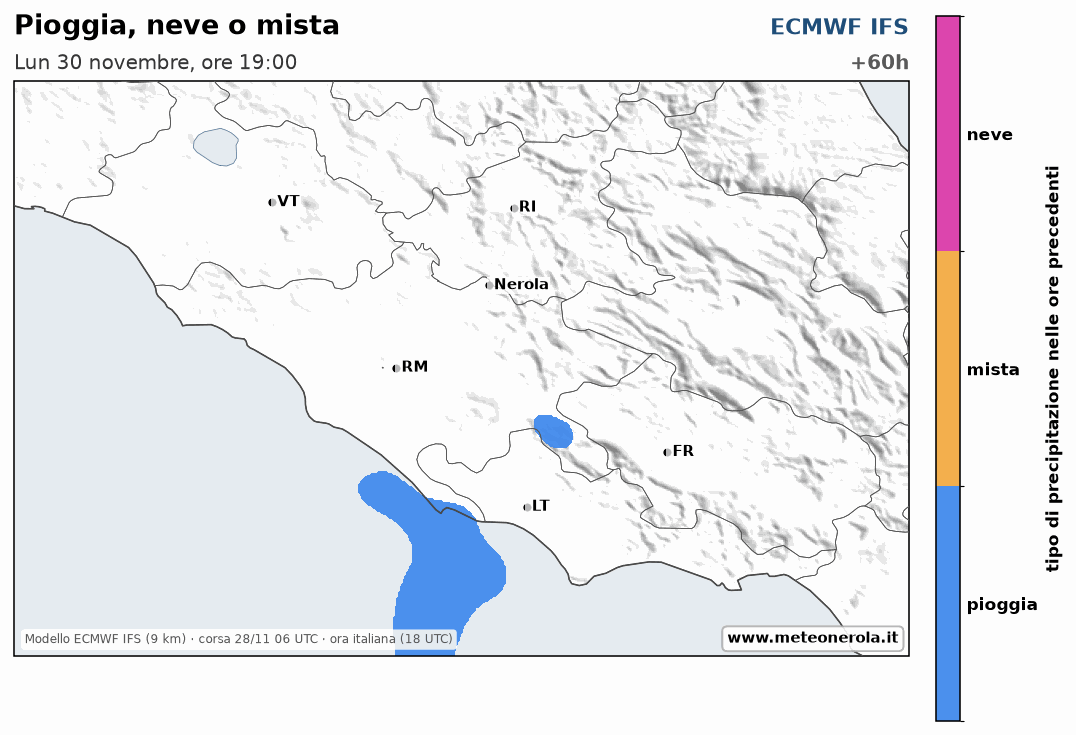 Pioggia, neve o mista
ECMWF IFS
Lun 30 novembre, ore 19:00
+60h
neve
VT
RI
Nerola
RM
mista
FR
LT
pioggia
tipo di precipitazione nelle ore precedenti
Modello ECMWF IFS (9 km) · corsa 28/11 06 UTC · ora italiana (18 UTC)
www.meteonerola.it